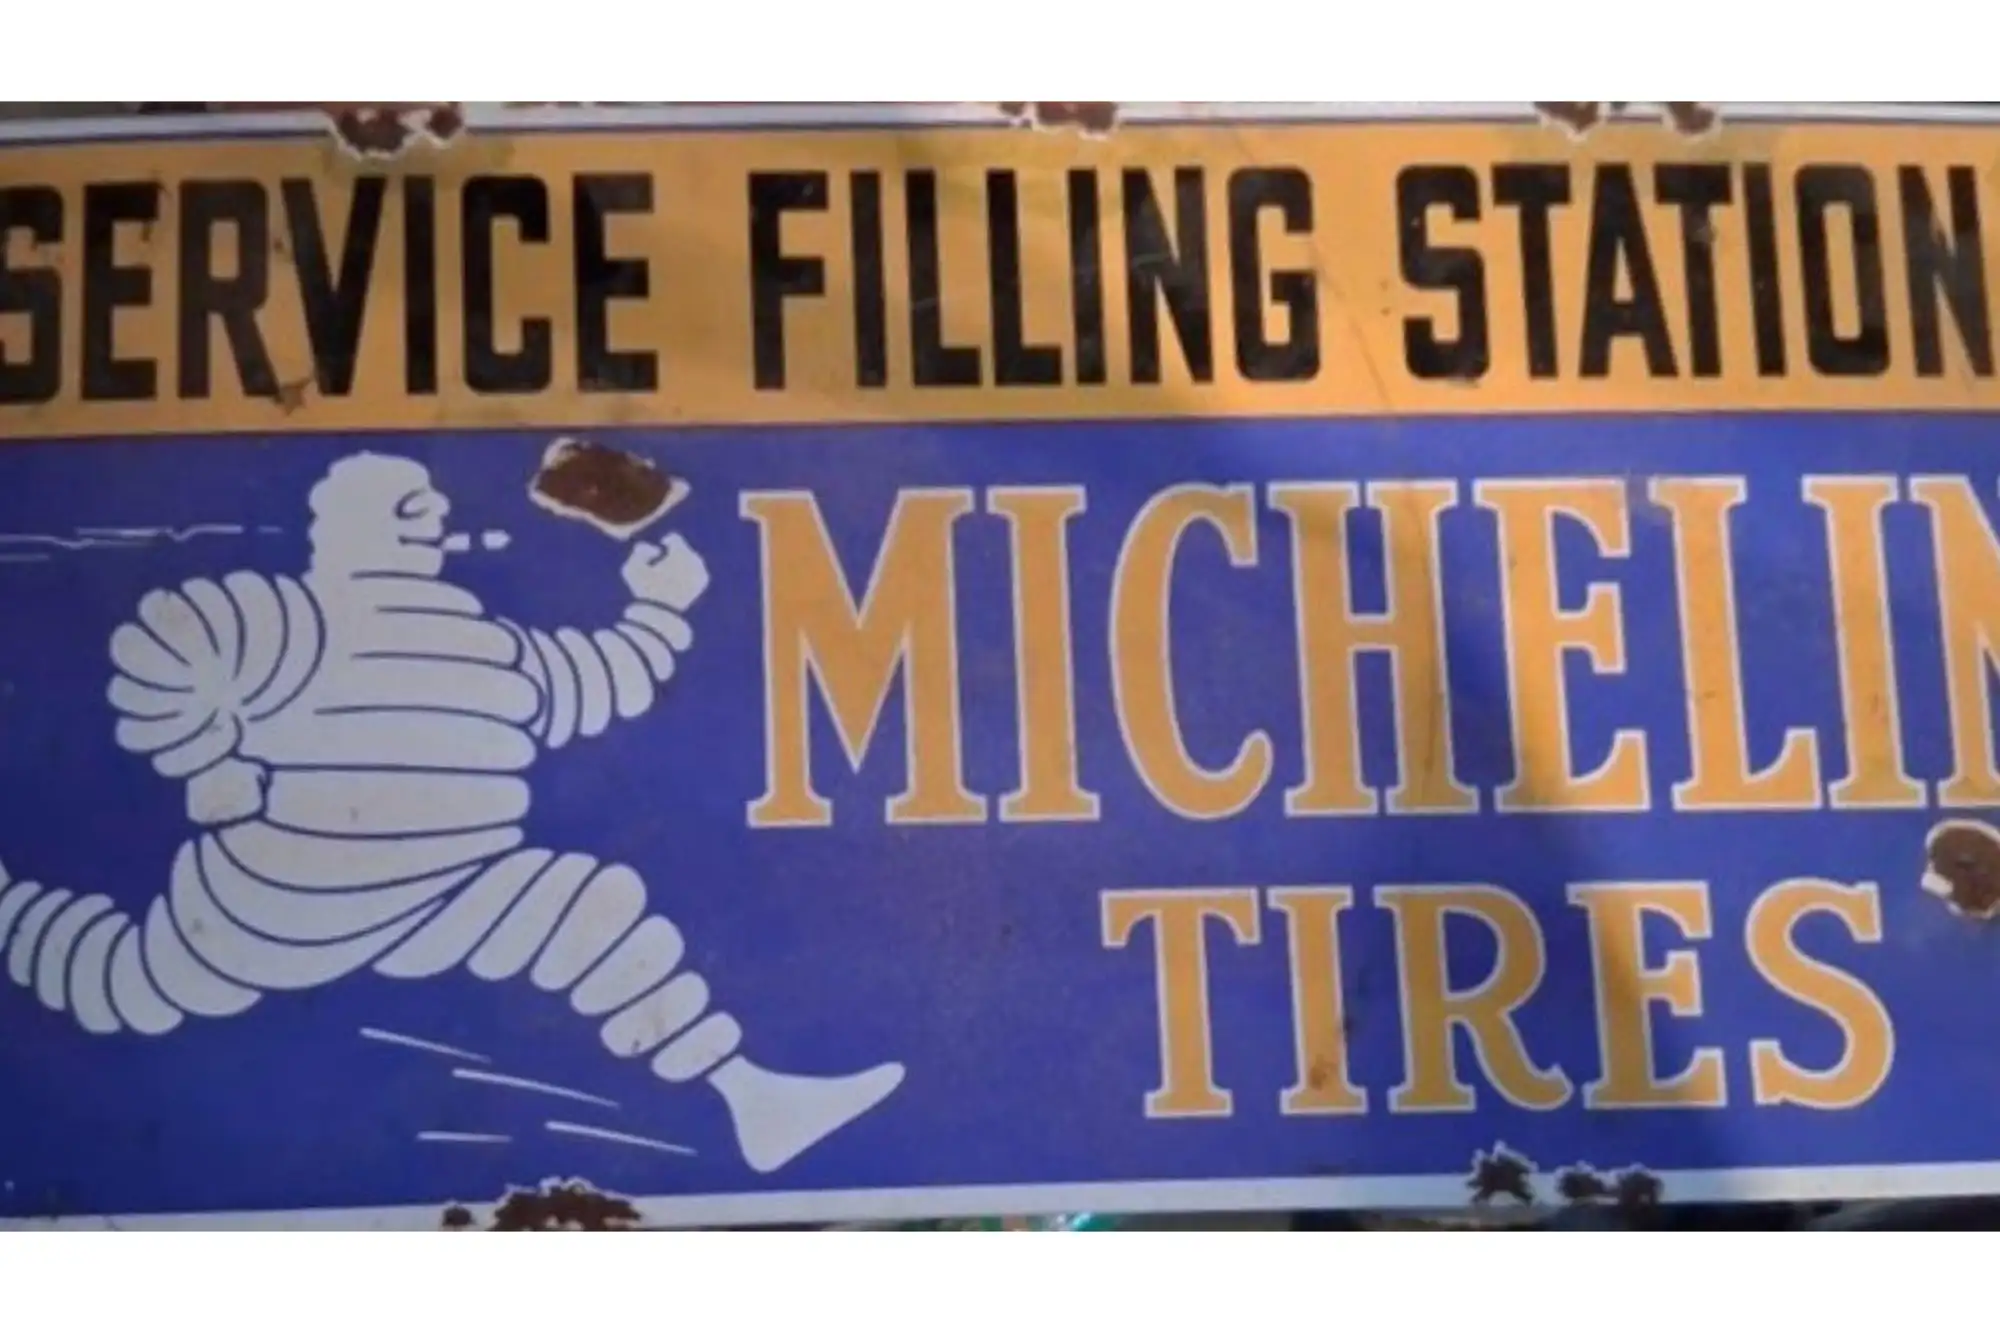 SERVICE FILLING STATION
MICHELIN
TIRES